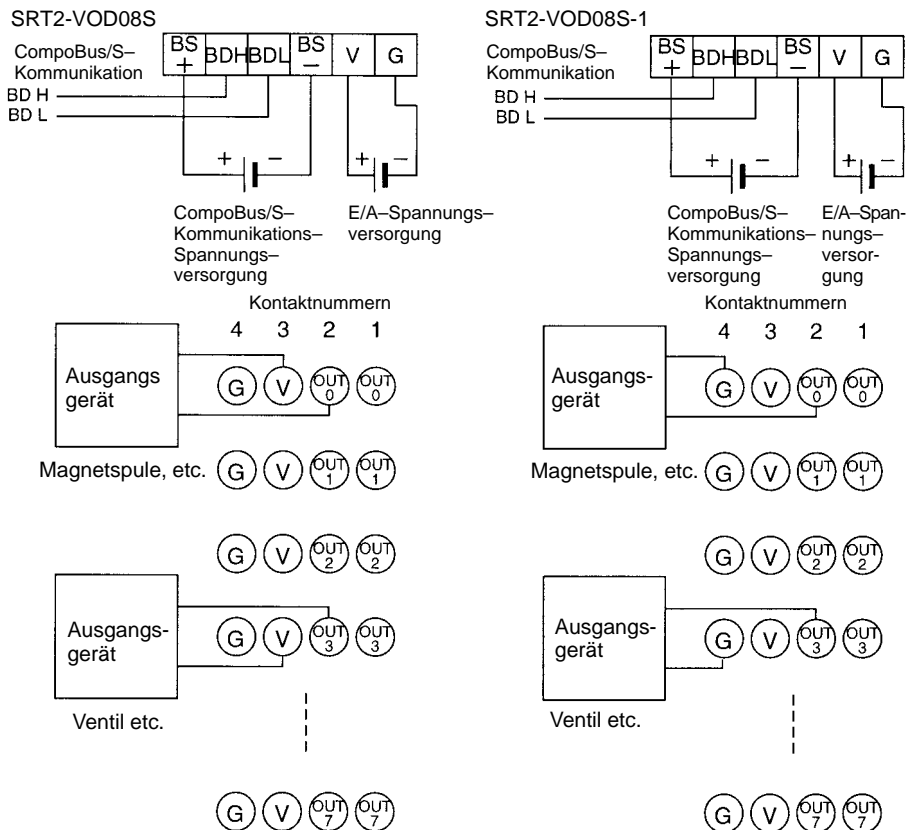 SRT2-VOD08S
CompoBus/S–
Kommunikation
BS + BDH BDL BS – V G
BD H
BD L
+ – + –
CompoBus/S–
Kommunikations–
Spannungs–
versorgung
E/A–Spannungs–
versorgung
Kontaktnummern
4 3 2 1
Ausgangs
gerät
G V OUT 0 OUT 0
Magnetspule, etc.
G V OUT 1 OUT 1
G V OUT 2 OUT 2
Ausgangs-
gerät
G V OUT 3 OUT 3
Ventil etc.
G V OUT 7 OUT 7
SRT2-VOD08S-1
CompoBus/S–
Kommunikation
BS + BDH BDL BS – V G
BD H
BD L
+ – + –
CompoBus/S–
Kommunikations–
Spannungs–
versorgung
E/A–Span-
nungs–
versor-
gung
Kontaktnummern
4 3 2 1
Ausgangs-
gerät
G V OUT 0 OUT 0
Magnetspule, etc.
G V OUT 1 OUT 1
G V OUT 2 OUT 2
Ausgangs-
gerät
G V OUT 3 OUT 3
Ventil etc.
G V OUT 7 OUT 7